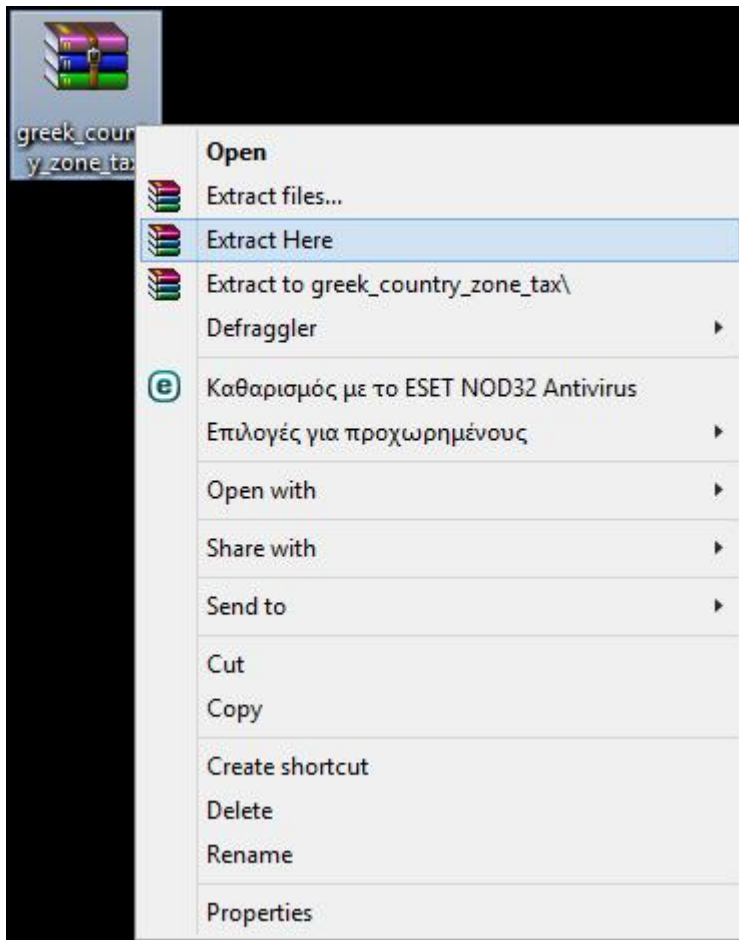 greek_coun
y_zone_tax
Open
Extract files...
Extract Here
Extract to greek_country_zone_tax\
Defraggler
Καθαρισμός με το ESET NOD32 Antivirus
Επιλογές για προχωρημένους
Open with
Share with
Send to
Cut
Copy
Create shortcut
Delete
Rename
Properties